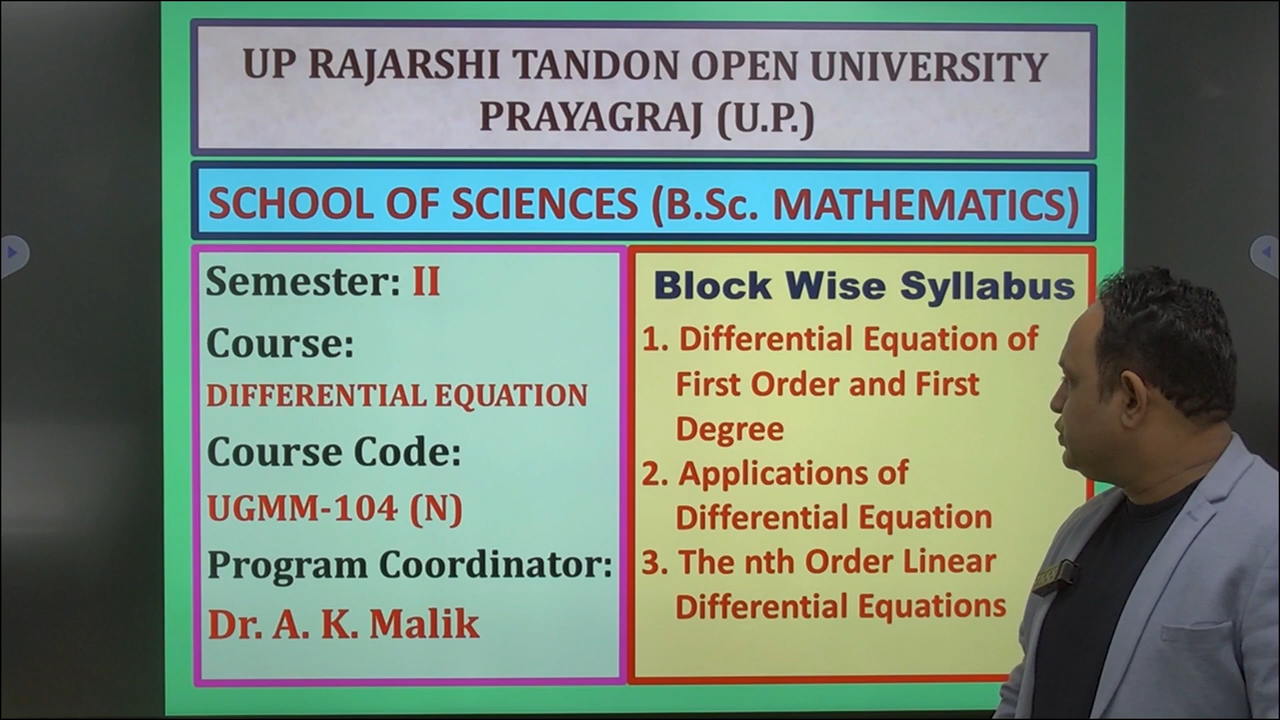 UP RAJARSHI TANDON OPEN UNIVERSITY
PRAYAGRAJ (U.P.)
SCHOOL OF SCIENCES (B.Sc. MATHEMATICS)
Semester: II
Course:
DIFFERENTIAL EQUATION
Course Code:
UGMM-104 (N)
Program Coordinator:
Dr. A. K. Malik
Block Wise Syllabus
1. Differential Equation of
First Order and First
Degree
2. Applications of
Differential Equation
3. The nth Order Linear
Differential Equations